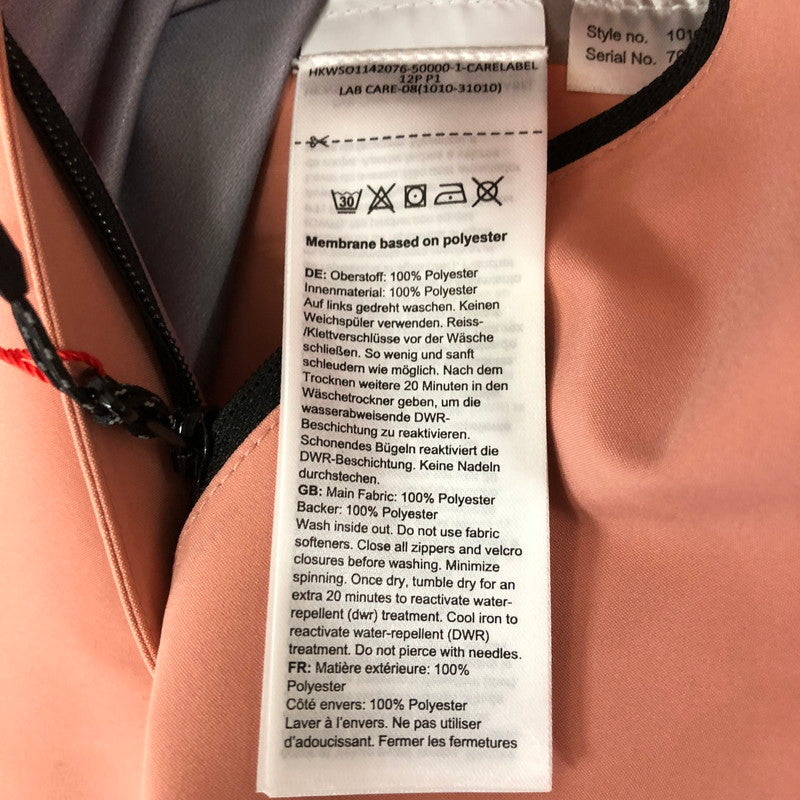 Style no. 101
Serial No. 79
HKWSO1142076-50000-1-CARELABEL
12P P1
LAB CARE-08(1010-31010)
30
Membrane based on polyester
DE: Oberstoff: 100% Polyester
Innenmaterial: 100% Polyester
Auf links gedreht waschen. Keinen
Weichspüler verwenden. Reiss-
/Klettverschlüsse vor der Wäsche
schließen. So wenig und sanft
schleudern wie möglich. Nach dem
Trocknen weitere 20 Minuten in den
Wäschetrockner geben, um die
wasserabweisende DWR-
Beschichtung zu reaktivieren.
Schonendes Bügeln reaktiviert die
DWR-Beschichtung. Keine Nadeln
durchstechen.
GB: Main Fabric: 100% Polyester
Backer: 100% Polyester
Wash inside out. Do not use fabric
softeners. Close all zippers and velcro
closures before washing. Minimize
spinning. Once dry, tumble dry for an
extra 20 minutes to reactivate water-
repellent (dwr) treatment. Cool iron to
reactivate water-repellent (DWR)
treatment. Do not pierce with needles.
FR: Matière extérieure: 100%
Polyester
Côté envers: 100% Polyester
Laver à l'envers. Ne pas utiliser
d'adoucissant. Fermer les fermetures